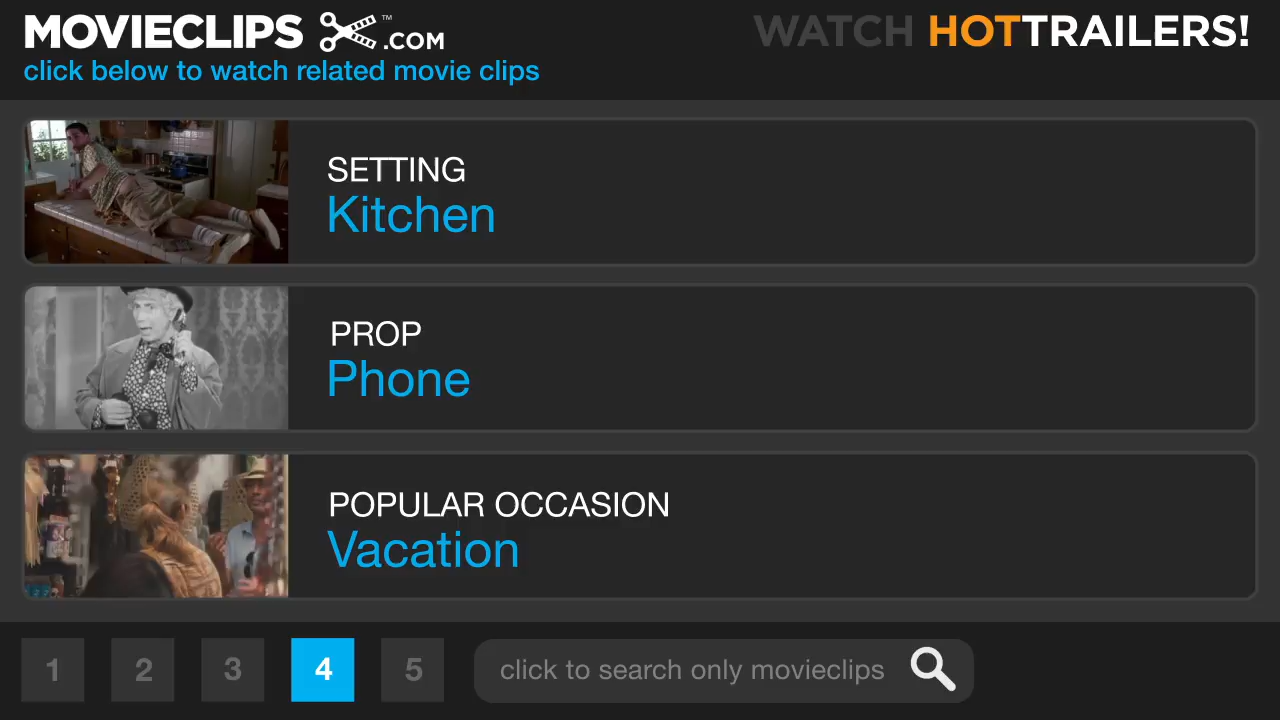 MOVIECLIPS ™.COM
WATCH HOTTRAILERS!
click below to watch related movie clips
SETTING
Kitchen
PROP
Phone
POPULAR OCCASION
Vacation
1 2 3 4 5
click to search only movieclips